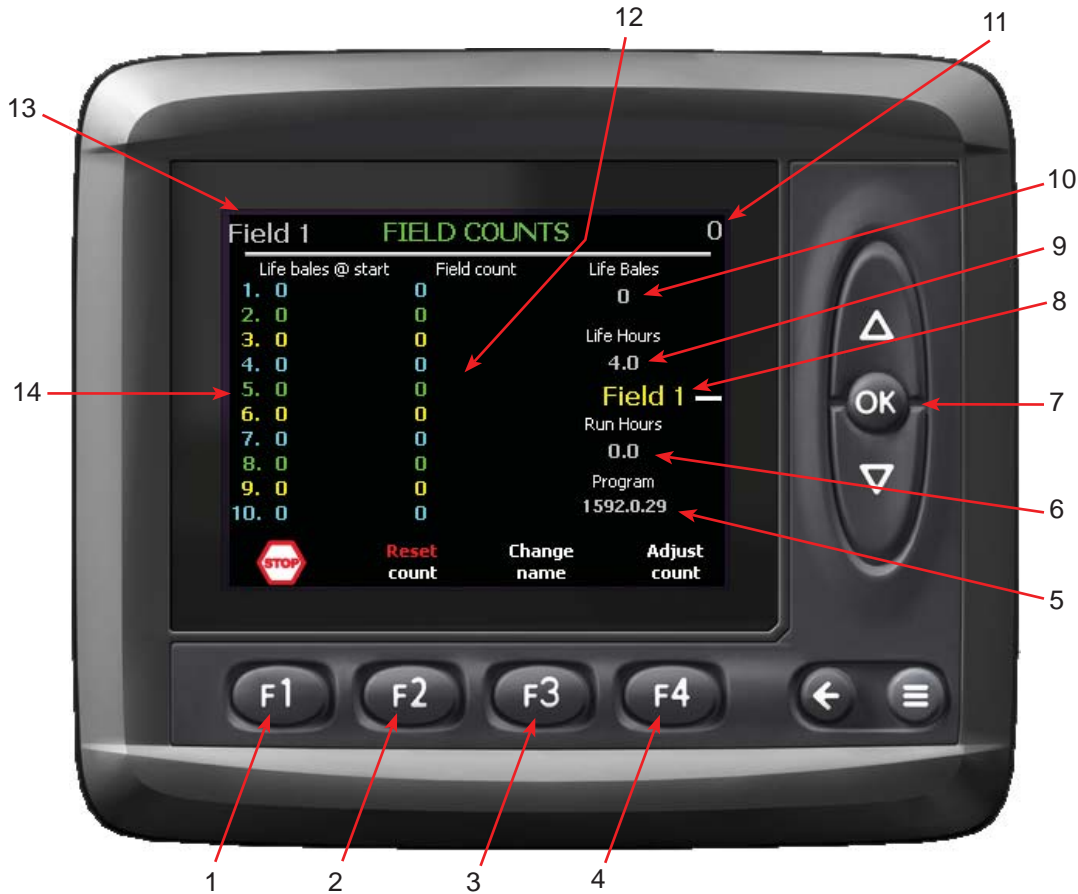 12
11
13
10
9
8
14
7
6
5
Field 1 FIELD COUNTS 0
Life bales @ start Field count Life Bales
1. 0 0 0
2. 0 0
3. 0 0 Life Hours
4. 0 0 4.0
5. 0 0 Field 1
6. 0 0 Run Hours
7. 0 0 0.0
8. 0 0
9. 0 0 Program
10. 0 0 1592.0.29
STOP Reset count Change name Adjust count
OK
F1 F2 F3 F4
1 2 3 4